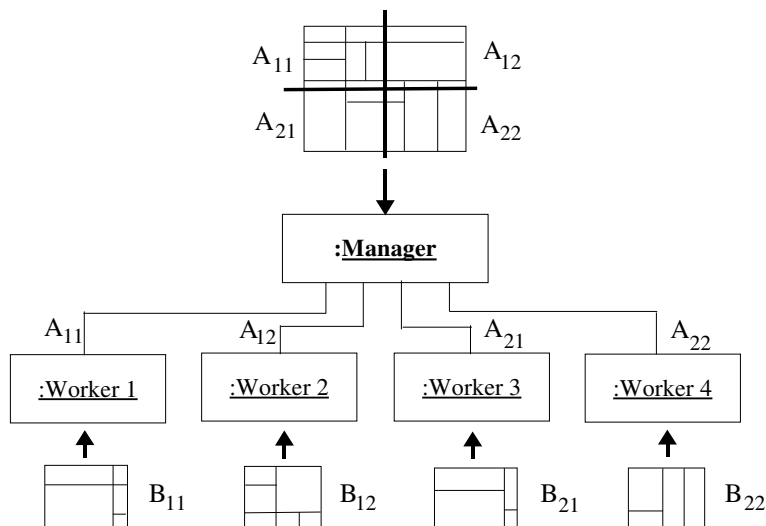 A11 A12
A21 A22
:Manager
A11 A12 A21 A22
:Worker 1 :Worker 2 :Worker 3 :Worker 4
B11 B12 B21 B22